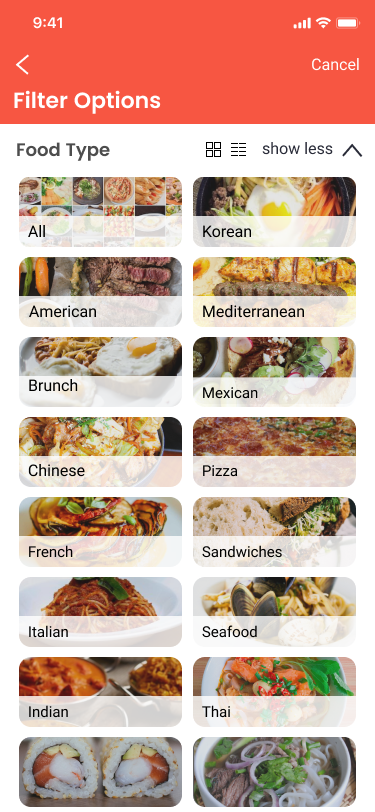 9:41
Cancel
Filter Options
Food Type
show less
All
Korean
American
Mediterranean
Brunch
Mexican
Chinese
Pizza
French
Sandwiches
Italian
Seafood
Indian
Thai